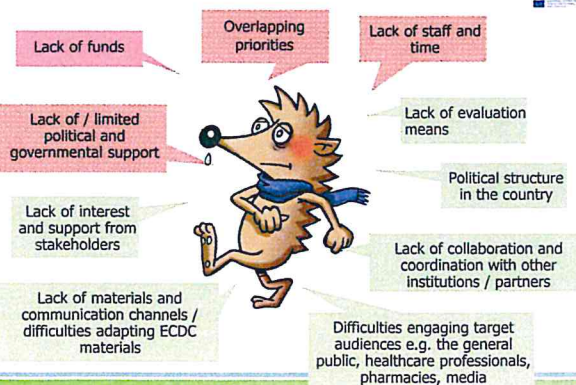 Lack of funds
Overlapping
priorities
Lack of staff and
time
Lack of / limited
political and
governmental support
Lack of evaluation
means
Political structure
in the country
Lack of interest
and support from
stakeholders
Lack of collaboration and
coordination with other
institutions / partners
Lack of materials and
communication channels /
difficulties adapting ECDC
materials
Difficulties engaging target
audiences e.g. the general
public, healthcare professionals,
pharmacies, media